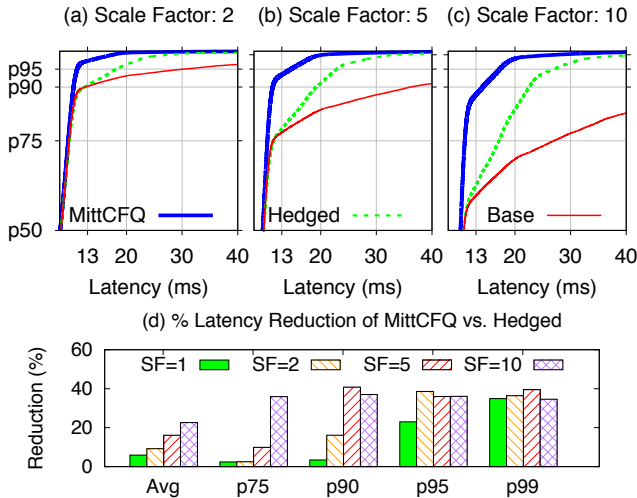 (a) Scale Factor: 2
(b) Scale Factor: 5
(c) Scale Factor: 10
p95
p90
p75
p50
MittCFQ
Hedged
Base
13 20 30 40
13 20 30 40
13 20 30 40
Latency (ms)
Latency (ms)
Latency (ms)
(d) % Latency Reduction of MittCFQ vs. Hedged
Reduction (%)
60
40
20
0
SF=1 SF=2 SF=5 SF=10
Avg p75 p90 p95 p99